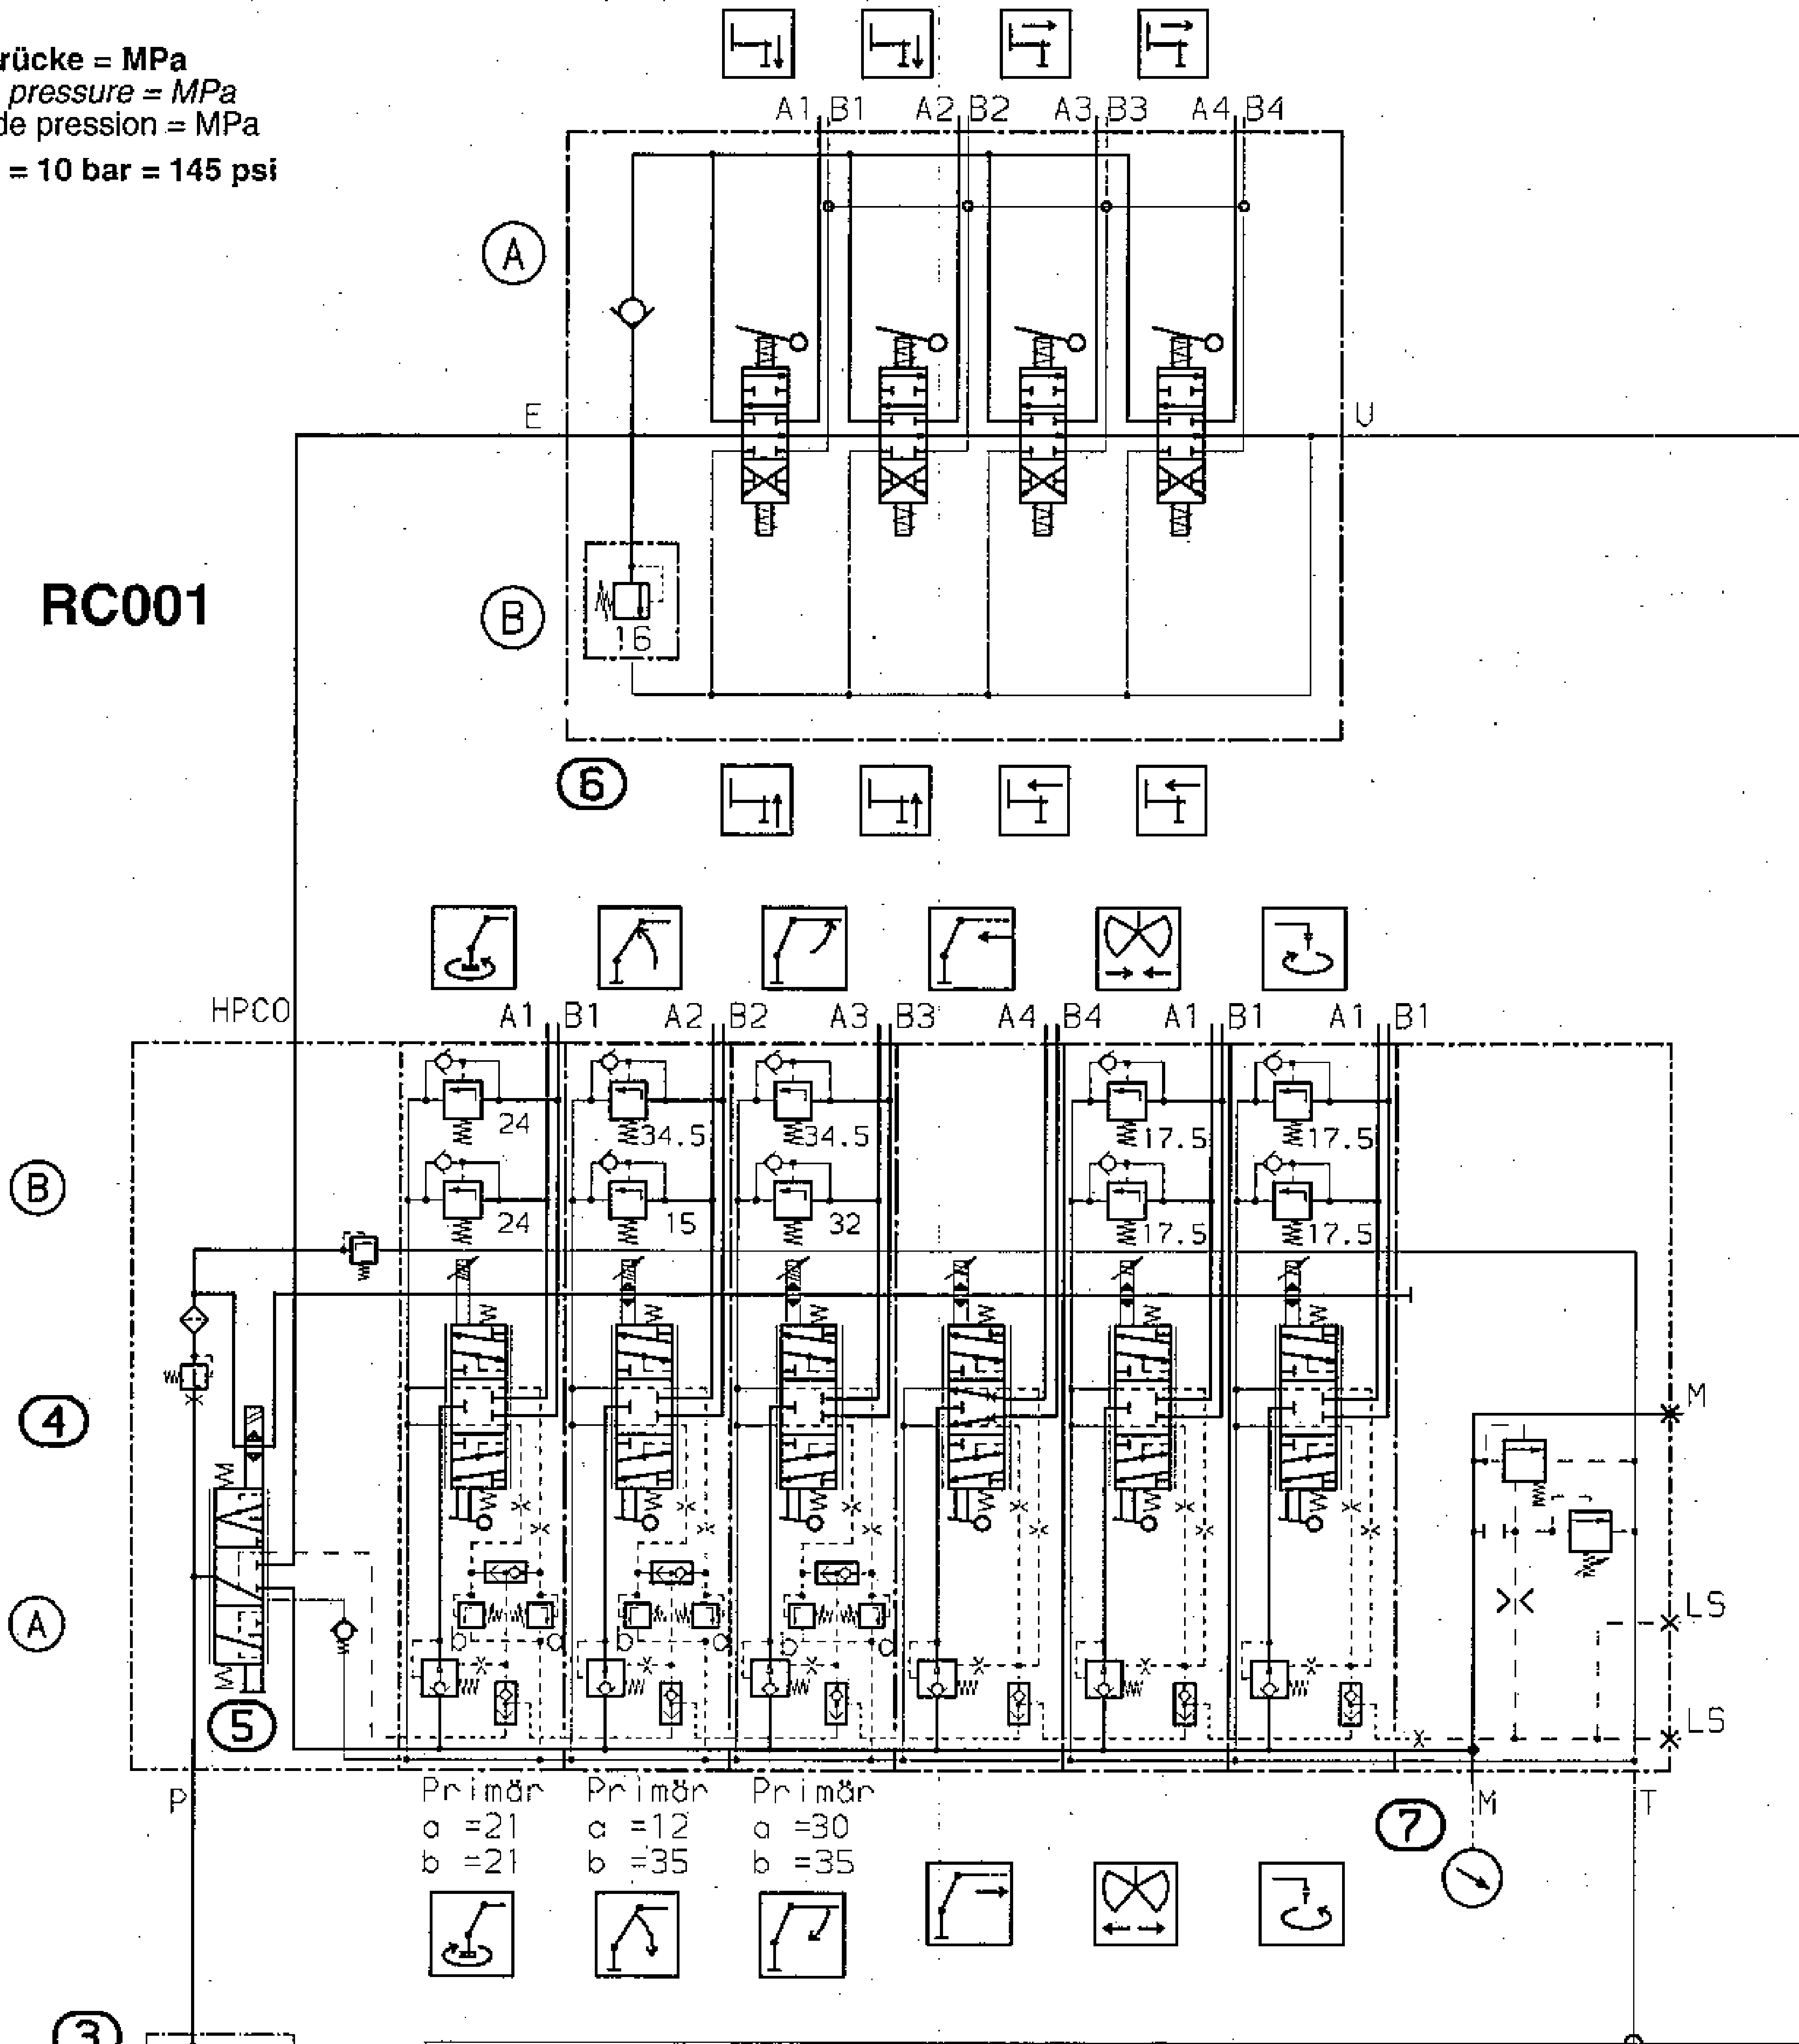 rücke = MPa
pressure = MPa
de pression = MPa
= 10 bar = 145 psi
A1 B1 A2 B2 A3 B3 A4 B4
A
E U
RC001
B
16
6
HPCO A1 B1 A2 B2 A3 B3 A4 B4 A1 B1 A1 B1
24 34.5 34.5 17.5 17.5
B
24 15 32 17.5 17.5
4
M
A
LS
5
LS
P Primär Primär Primär M T
a =21 a =12 a =30
7
b =21 b =35 b =35
3